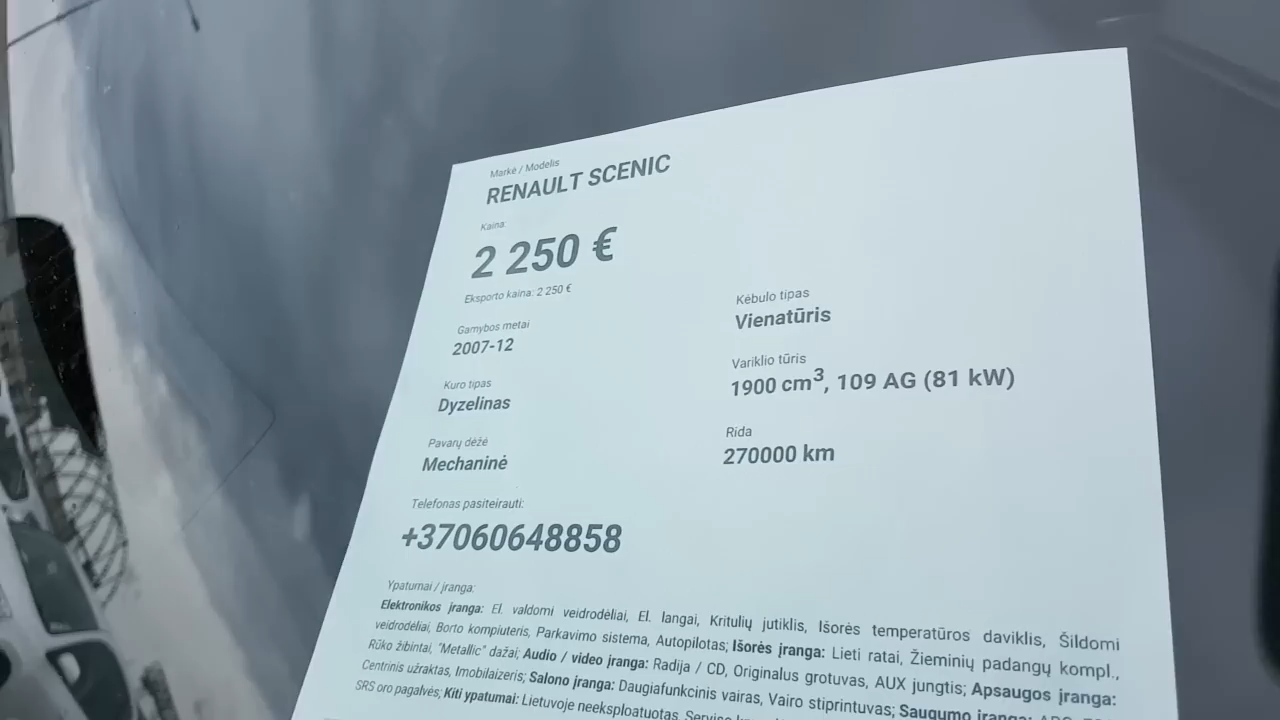 Markė / Modelis
RENAULT SCENIC
Kaina:
2 250 €
Eksporto kaina: 2 250 €
Gamybos metai
2007-12
Kėbulo tipas
Vienatūris
Kuro tipas
Dyzelinas
Variklio tūris
1900 cm³, 109 AG (81 kW)
Pavarų dėžė
Mechaninė
Rida
270000 km
Telefonas pasiteirauti:
+37060648858
Ypatumai / įranga:
Elektronikos įranga: El. valdomi veidrodėliai, El. langai, Kritulių jutiklis, Išorės temperatūros daviklis, Šildomi
veidrodėliai, Borto kompiuteris, Parkavimo sistema, Autopilotas; Išorės įranga: Lieti ratai, Žieminių padangų kompl.,
Rūko žibintai, "Metallic" dažai; Audio / video įranga: Radija / CD, Originalus grotuvas, AUX jungtis; Apsaugos įranga:
Centrinis užraktas, Imobilaizeris; Salono įranga: Daugiafunkcinis vairas, Vairo stiprintuvas; Saugumo įranga:
SRS oro pagalvės; Kiti ypatumai: Lietuvoje neeksploatuotas,